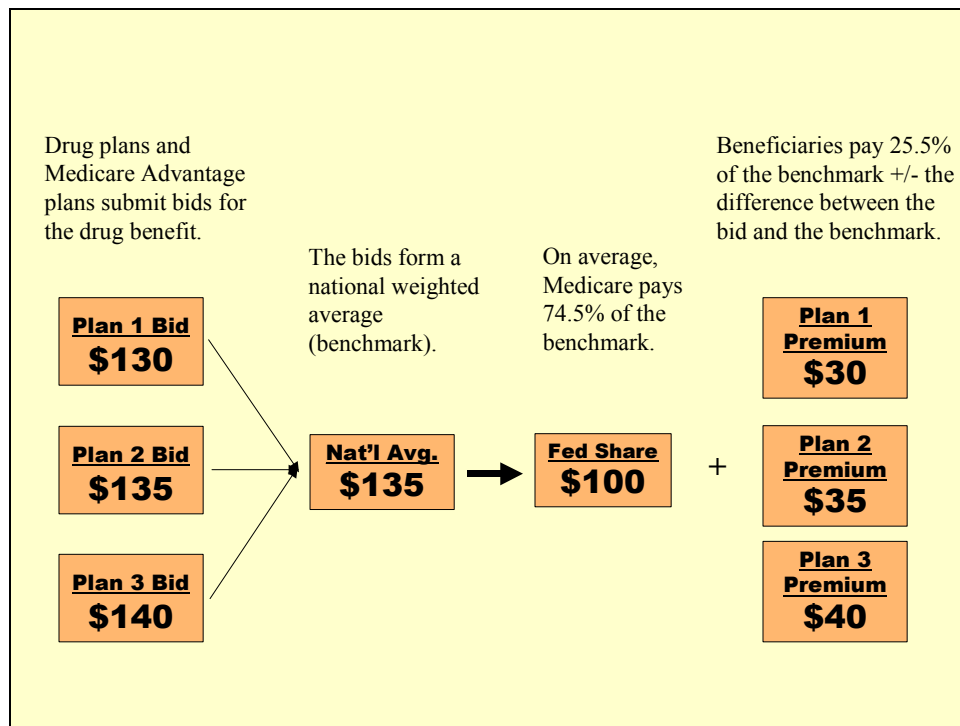 Drug plans and
Medicare Advantage
plans submit bids for
the drug benefit.
The bids form a
national weighted
average
(benchmark).
On average,
Medicare pays
74.5% of the
benchmark.
Beneficiaries pay 25.5%
of the benchmark +/- the
difference between the
bid and the benchmark.
Plan 1 Bid
$130
Plan 2 Bid
$135
Plan 3 Bid
$140
Nat'l Avg.
$135
Fed Share
$100
+
Plan 1
Premium
$30
Plan 2
Premium
$35
Plan 3
Premium
$40